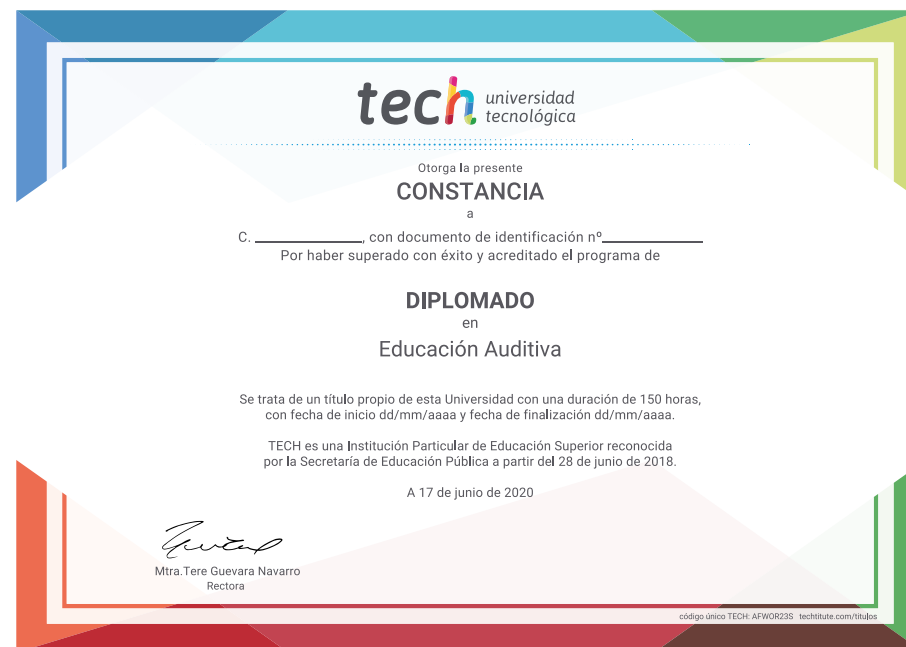 tech universidad
tecnológica
Otorga la presente
CONSTANCIA
a
C. ____________, con documento de identificación nº____________
Por haber superado con éxito y acreditado el programa de
DIPLOMADO
en
Educación Auditiva
Se trata de un título propio de esta Universidad con una duración de 150 horas,
con fecha de inicio dd/mm/aaaa y fecha de finalización dd/mm/aaaa.
TECH es una Institución Particular de Educación Superior reconocida
por la Secretaría de Educación Pública a partir del 28 de junio de 2018.
A 17 de junio de 2020
Mtra.Tere Guevara Navarro
Rectora
código único TECH: AFWOR23S techtitute.com/titulos